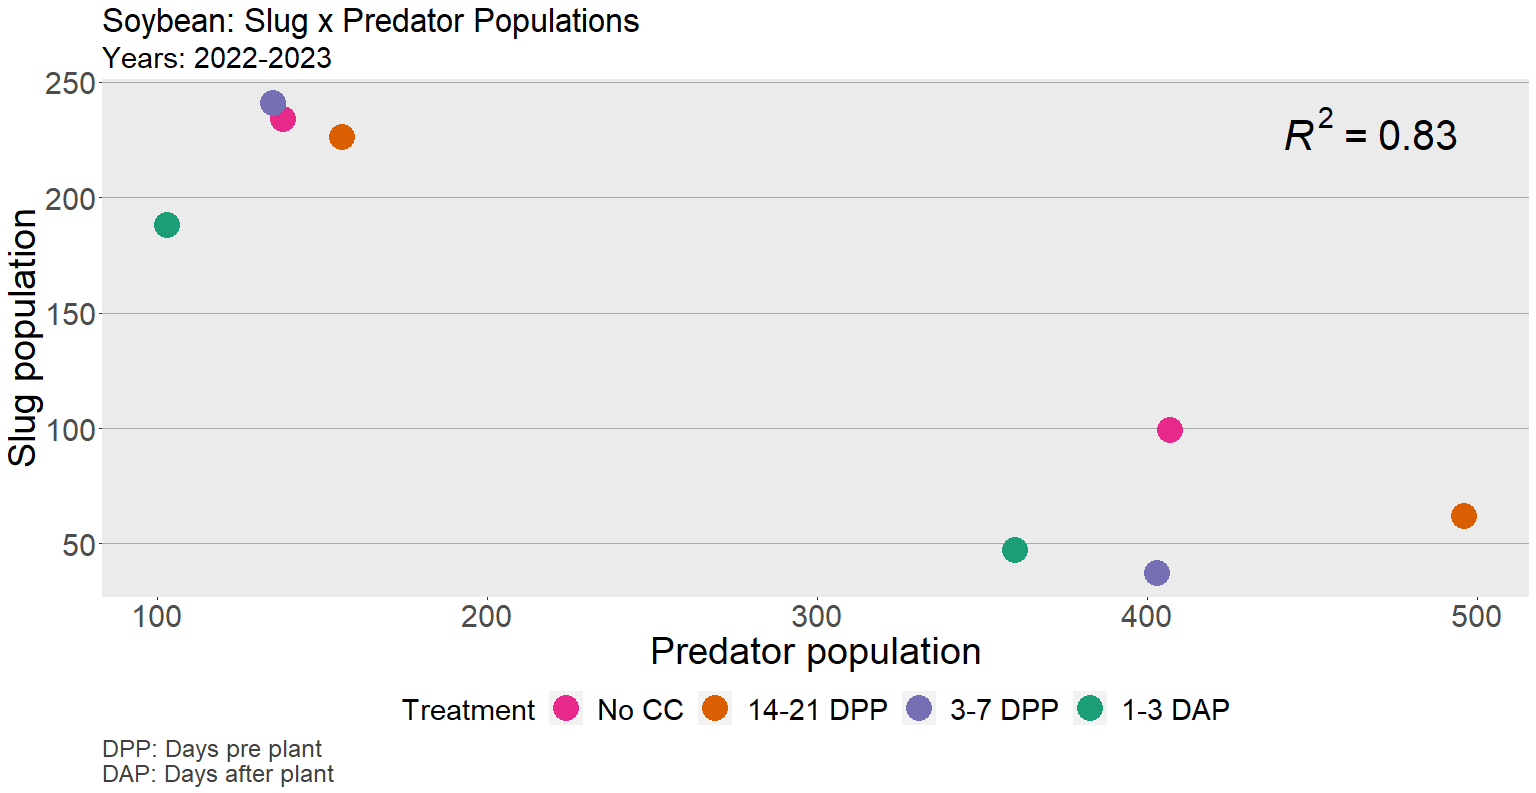 Soybean: Slug x Predator Populations
Years: 2022-2023
250
200
150
100
50
Slug population
R² = 0.83
100 200 300 400 500
Predator population
Treatment No CC 14-21 DPP 3-7 DPP 1-3 DAP
DPP: Days pre plant
DAP: Days after plant